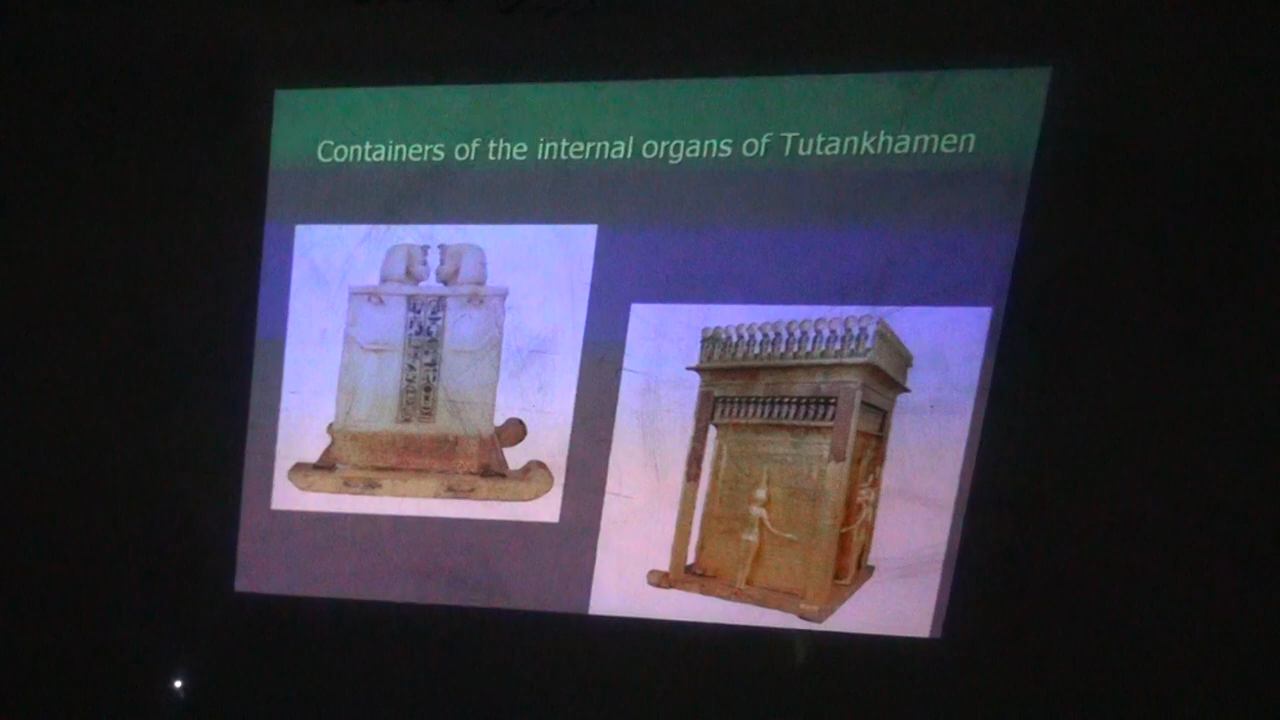 Containers of the internal organs of Tutankhamen